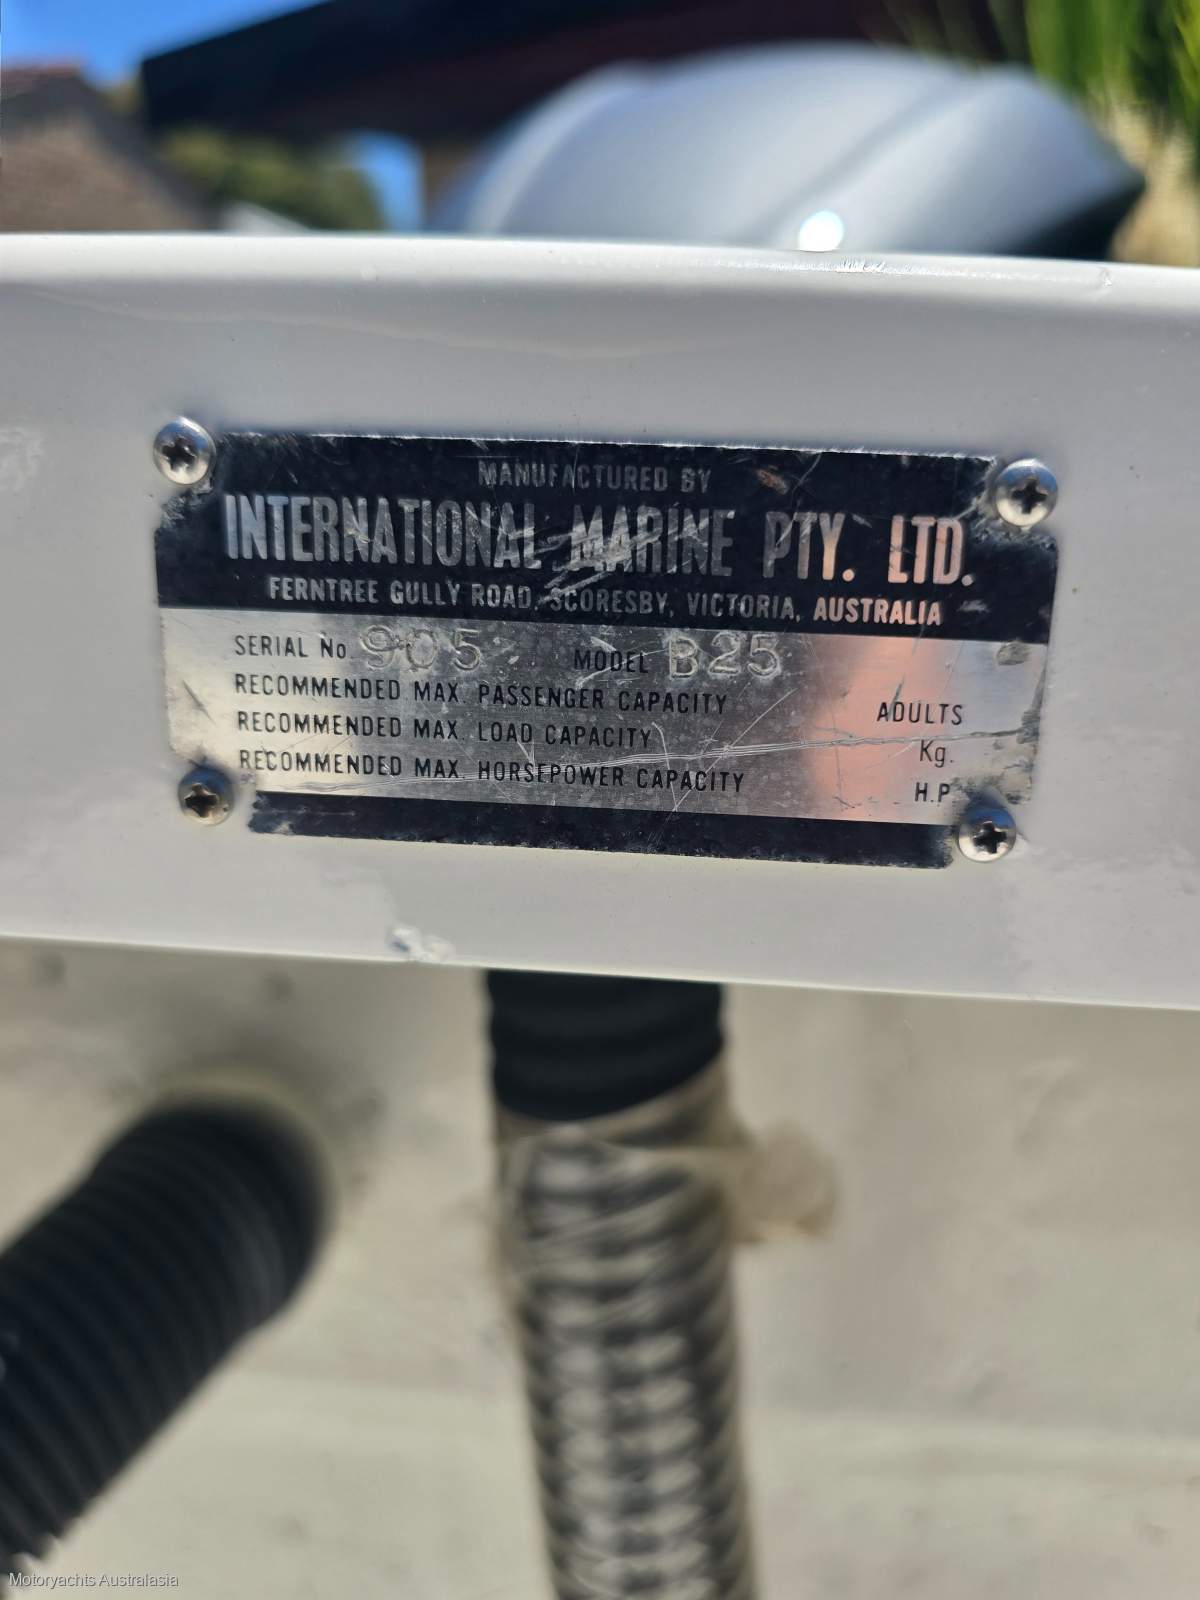 MANUFACTURED BY
INTERNATIONAL MARINE PTY. LTD.
FERNTREE GULLY ROAD, SCORESBY, VICTORIA, AUSTRALIA
SERIAL No 905 MODEL B25
RECOMMENDED MAX. PASSENGER CAPACITY ADULTS
RECOMMENDED MAX. LOAD CAPACITY Kg.
RECOMMENDED MAX. HORSEPOWER CAPACITY H.P
Motoryachts Australasia